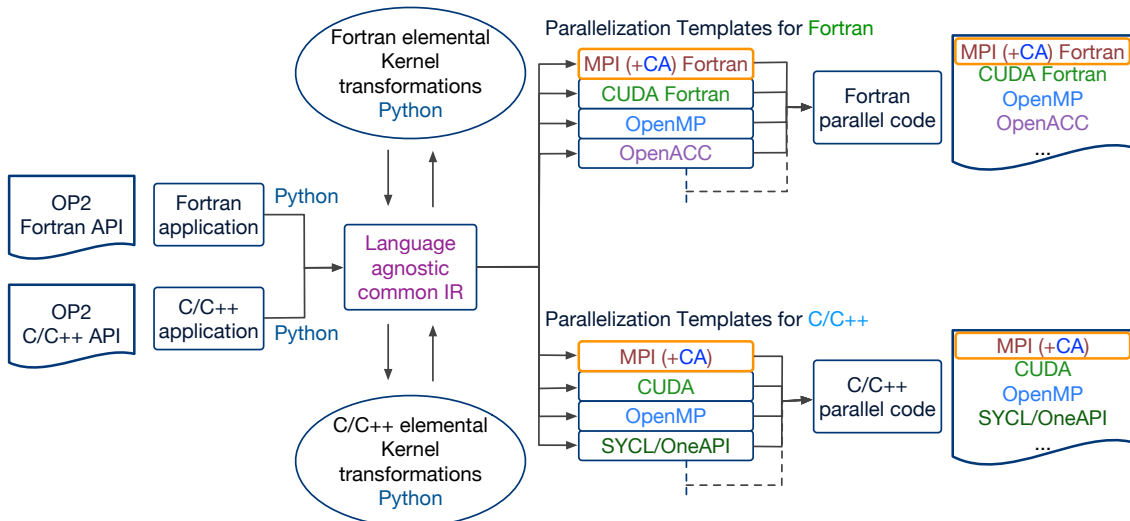 OP2
Fortran API
Fortran
application
Python
OP2
C/C++ API
C/C++
application
Python
Fortran elemental
Kernel
transformations
Python
Language
agnostic
common IR
C/C++ elemental
Kernel
transformations
Python
Parallelization Templates for Fortran
MPI (+CA) Fortran
CUDA Fortran
OpenMP
OpenACC
Fortran
parallel code
MPI (+CA) Fortran
CUDA Fortran
OpenMP
OpenACC
...
Parallelization Templates for C/C++
MPI (+CA)
CUDA
OpenMP
SYCL/OneAPI
C/C++
parallel code
MPI (+CA)
CUDA
OpenMP
SYCL/OneAPI
...